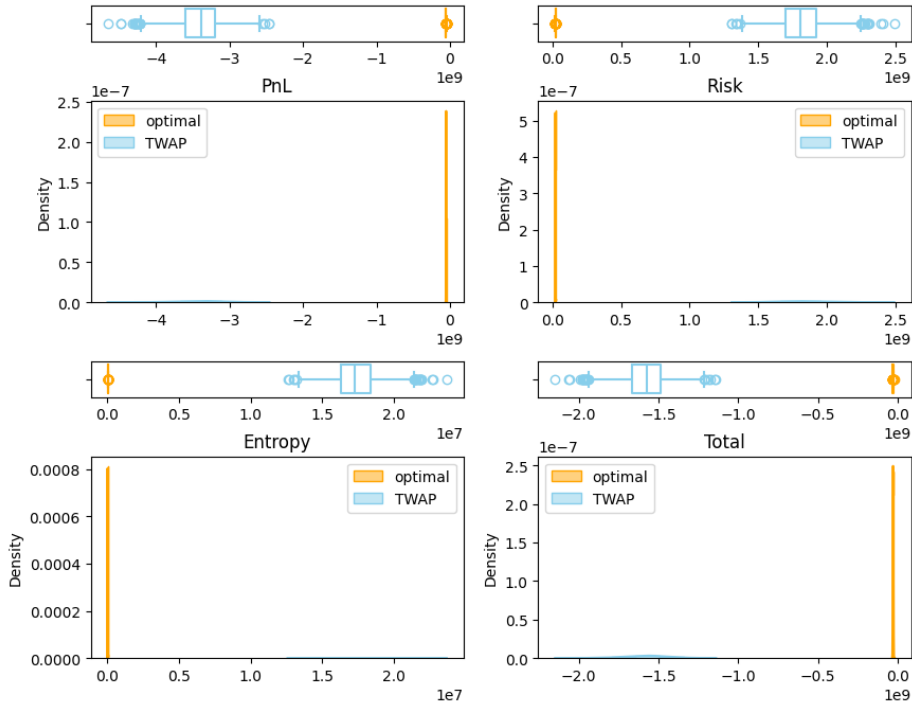 −4 −3 −2 −1 0
1e9
0.0 0.5 1.0 1.5 2.0 2.5
1e9
PnL
1e−7
Density
2.5
2.0
1.5
1.0
0.5
0.0
optimal
TWAP
−4 −3 −2 −1 0
1e9
Risk
1e−7
Density
5
4
3
2
1
0
optimal
TWAP
0.0 0.5 1.0 1.5 2.0 2.5
1e9
0.0 0.5 1.0 1.5 2.0
1e7
−2.0 −1.5 −1.0 −0.5 0.0
1e9
Entropy
Density
0.0008
0.0006
0.0004
0.0002
0.0000
optimal
TWAP
0.0 0.5 1.0 1.5 2.0
1e7
Total
1e−7
Density
2.5
2.0
1.5
1.0
0.5
0.0
optimal
TWAP
−2.0 −1.5 −1.0 −0.5 0.0
1e9